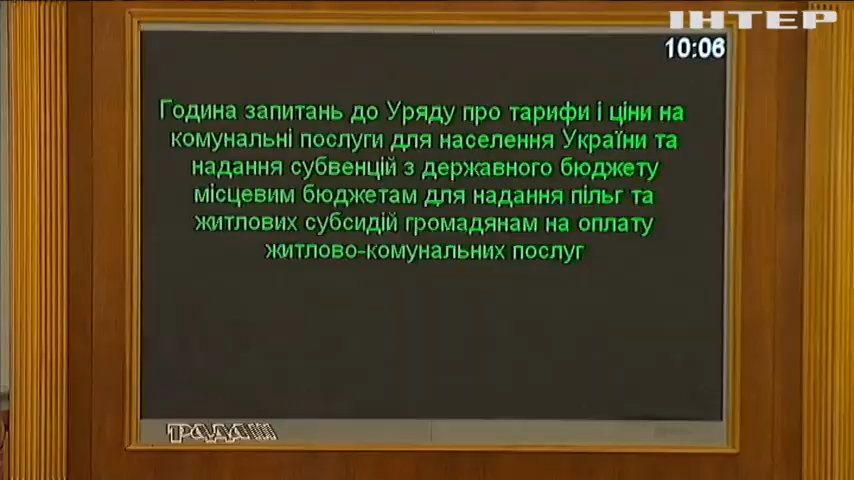 ІНТЕР
10:06
Година запитань до Уряду про тарифи і ціни на
комунальні послуги для населення України та
надання субвенцій з державного бюджету
місцевим бюджетам для надання пільг та
житлових субсидій громадянам на оплату
житлово-комунальних послуг
РАДА